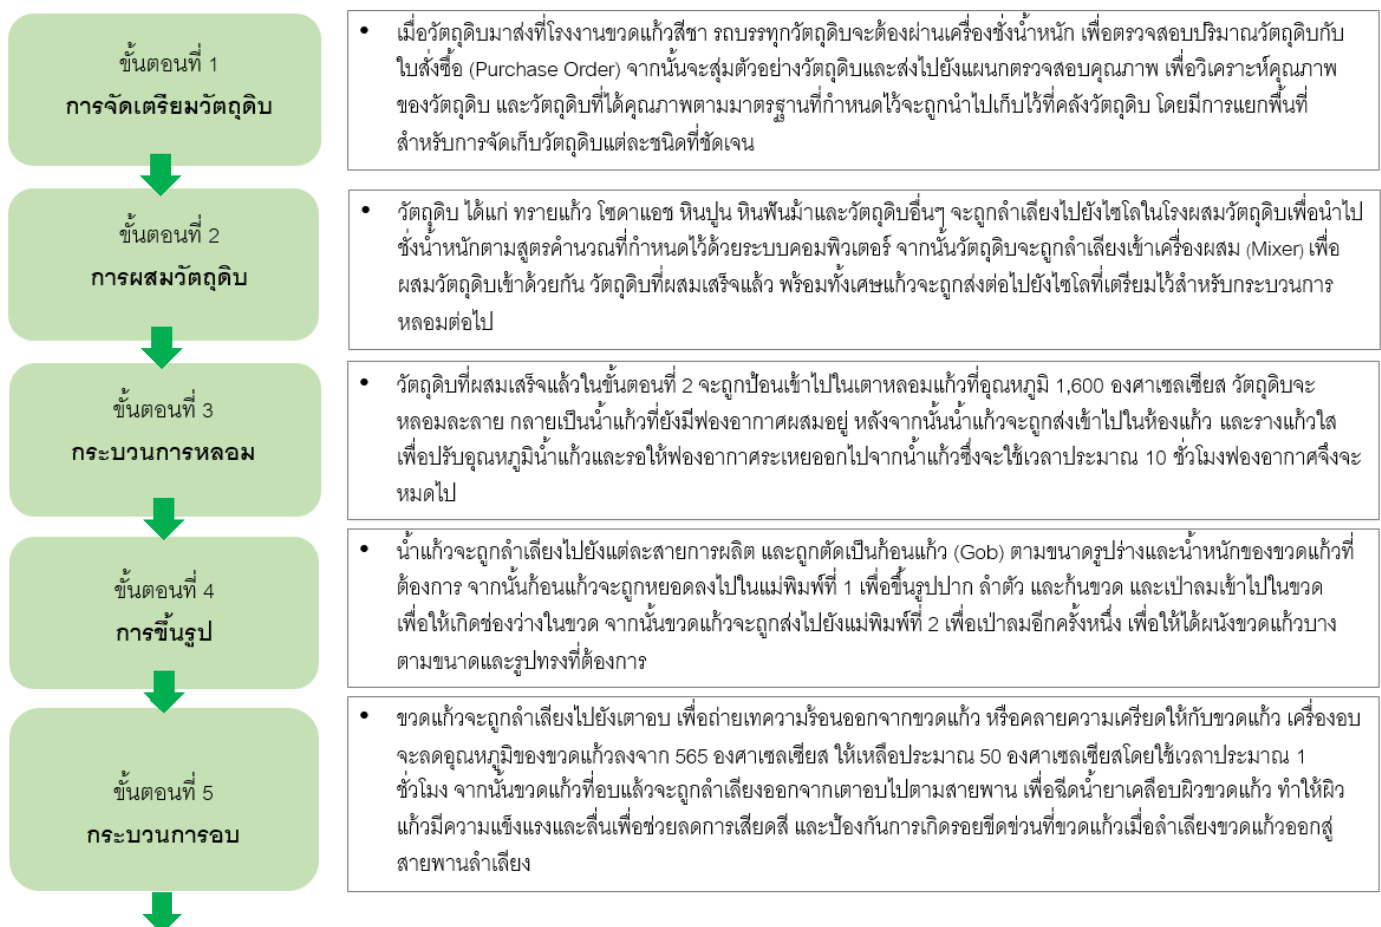 ขั้นตอนที่ 1
การจัดเตรียมวัตถุดิบ
• เมื่อวัตถุดิบมาส่งที่โรงงานขวดแก้วสีชา รถบรรทุกวัตถุดิบจะต้องผ่านเครื่องชั่งน้ำหนัก เพื่อตรวจสอบปริมาณวัตถุดิบกับ
ใบสั่งซื้อ (Purchase Order) จากนั้นจะสุ่มตัวอย่างวัตถุดิบและส่งไปยังแผนกตรวจสอบคุณภาพ เพื่อวิเคราะห์คุณภาพ
ของวัตถุดิบ และวัตถุดิบที่ได้คุณภาพตามมาตรฐานที่กำหนดไว้จะถูกนำไปเก็บไว้ที่คลังวัตถุดิบ โดยมีการแยกพื้นที่
สำหรับการจัดเก็บวัตถุดิบแต่ละชนิดที่ชัดเจน
ขั้นตอนที่ 2
การผสมวัตถุดิบ
• วัตถุดิบ ได้แก่ ทรายแก้ว โซดาแอช หินปูน หินฟันม้าและวัตถุดิบอื่นๆ จะถูกลำเลียงไปยังไซโลในโรงผสมวัตถุดิบเพื่อนำไป
ชั่งน้ำหนักตามสูตรคำนวณที่กำหนดไว้ด้วยระบบคอมพิวเตอร์ จากนั้นวัตถุดิบจะถูกลำเลียงเข้าเครื่องผสม (Mixer) เพื่อ
ผสมวัตถุดิบเข้าด้วยกัน วัตถุดิบที่ผสมเสร็จแล้ว พร้อมทั้งเศษแก้วจะถูกส่งต่อไปยังไซโลที่เตรียมไว้สำหรับกระบวนการ
หลอมต่อไป
ขั้นตอนที่ 3
กระบวนการหลอม
• วัตถุดิบที่ผสมเสร็จแล้วในขั้นตอนที่ 2 จะถูกป้อนเข้าไปในเตาหลอมแก้วที่อุณหภูมิ 1,600 องศาเซลเซียส วัตถุดิบจะ
หลอมละลาย กลายเป็นน้ำแก้วที่ยังมีฟองอากาศผสมอยู่ หลังจากนั้นน้ำแก้วจะถูกส่งเข้าไปในห้องแก้ว และรางแก้วใส
เพื่อปรับอุณหภูมิน้ำแก้วและรอให้ฟองอากาศระเหยออกไปจากน้ำแก้วซึ่งจะใช้เวลาประมาณ 10 ชั่วโมงฟองอากาศจึงจะ
หมดไป
ขั้นตอนที่ 4
การขึ้นรูป
• น้ำแก้วจะถูกลำเลียงไปยังแต่ละสายการผลิต และถูกตัดเป็นก้อนแก้ว (Gob) ตามขนาดรูปร่างและน้ำหนักของขวดแก้วที่
ต้องการ จากนั้นก้อนแก้วจะถูกหยอดลงไปในแม่พิมพ์ที่ 1 เพื่อขึ้นรูปปาก ลำตัว และก้นขวด และเป่าลมเข้าไปในขวด
เพื่อให้เกิดช่องว่างในขวด จากนั้นขวดแก้วจะถูกส่งไปยังแม่พิมพ์ที่ 2 เพื่อเป่าลมอีกครั้งหนึ่ง เพื่อให้ได้ผนังขวดแก้วบาง
ตามขนาดและรูปทรงที่ต้องการ
ขั้นตอนที่ 5
กระบวนการอบ
• ขวดแก้วจะถูกลำเลียงไปยังเตาอบ เพื่อถ่ายเทความร้อนออกจากขวดแก้ว หรือคลายความเครียดให้กับขวดแก้ว เครื่องอบ
จะลดอุณหภูมิของขวดแก้วลงจาก 565 องศาเซลเซียส ให้เหลือประมาณ 50 องศาเซลเซียสโดยใช้เวลาประมาณ 1
ชั่วโมง จากนั้นขวดแก้วที่อบแล้วจะถูกลำเลียงออกจากเตาอบไปตามสายพาน เพื่อฉีดน้ำยาเคลือบผิวขวดแก้ว ทำให้ผิว
แก้วมีความแข็งแรงและลื่นเพื่อช่วยลดการเสียดสี และป้องกันการเกิดรอยขีดข่วนที่ขวดแก้วเมื่อลำเลียงขวดแก้วออกสู่
สายพานลำเลียง